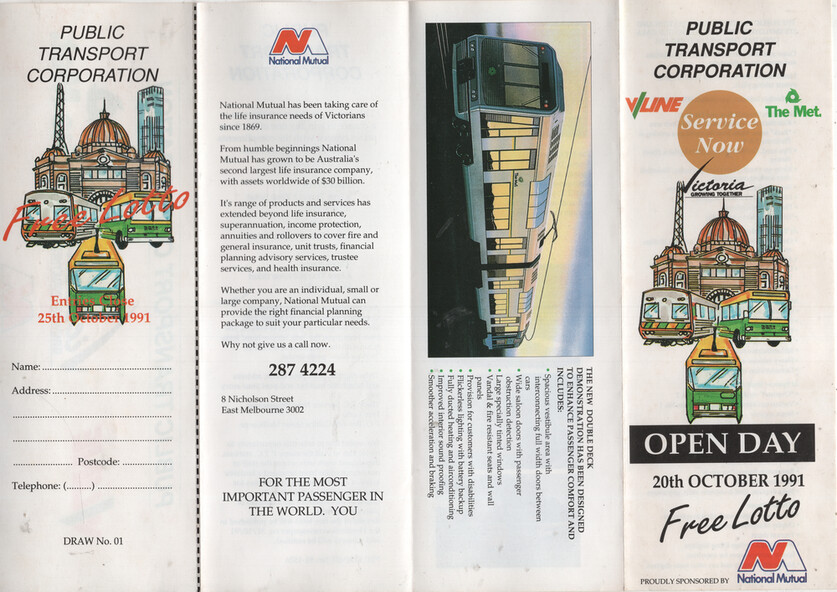 PUBLIC
TRANSPORT
CORPORATION
Free Lotto
Entries Close
25th October 1991
Name:
Address:
Postcode:
Telephone: (.........)
DRAW No. 01
National Mutual
National Mutual has been taking care of
the life insurance needs of Victorians
since 1869.
From humble beginnings National
Mutual has grown to be Australia's
second largest life insurance company,
with assets worldwide of $30 billion.
It's range of products and services has
extended beyond life insurance,
superannuation, income protection,
annuities and rollovers to cover fire and
general insurance, unit trusts, financial
planning advisory services, trustee
services, and health insurance.
Whether you are an individual, small or
large company, National Mutual can
provide the right financial planning
package to suit your particular needs.
Why not give us a call now.
287 4224
8 Nicholson Street
East Melbourne 3002
FOR THE MOST
IMPORTANT PASSENGER IN
THE WORLD. YOU
THE NEW DOUBLE DECK
DEMONSTRATION HAS BEEN DESIGNED
TO ENHANCE PASSENGER COMFORT AND
INCLUDES:
• Spacious vestibule area with
interconnecting full width doors between
cars
• Wide saloon doors with passenger
obstruction detection
• Large specially tinted windows
• Vandal & fire resistant seats and wall
panels
• Provision for customers with disabilities
• Flickerless lighting with battery backup
• Fully ducted heating and airconditioning
• Improved interior sound proofing
• Smoother acceleration and braking
PUBLIC
TRANSPORT
CORPORATION
V/LINE
Service
Now
The Met.
Victoria
GROWING TOGETHER
OPEN DAY
20th OCTOBER 1991
Free Lotto
PROUDLY SPONSORED BY
National Mutual